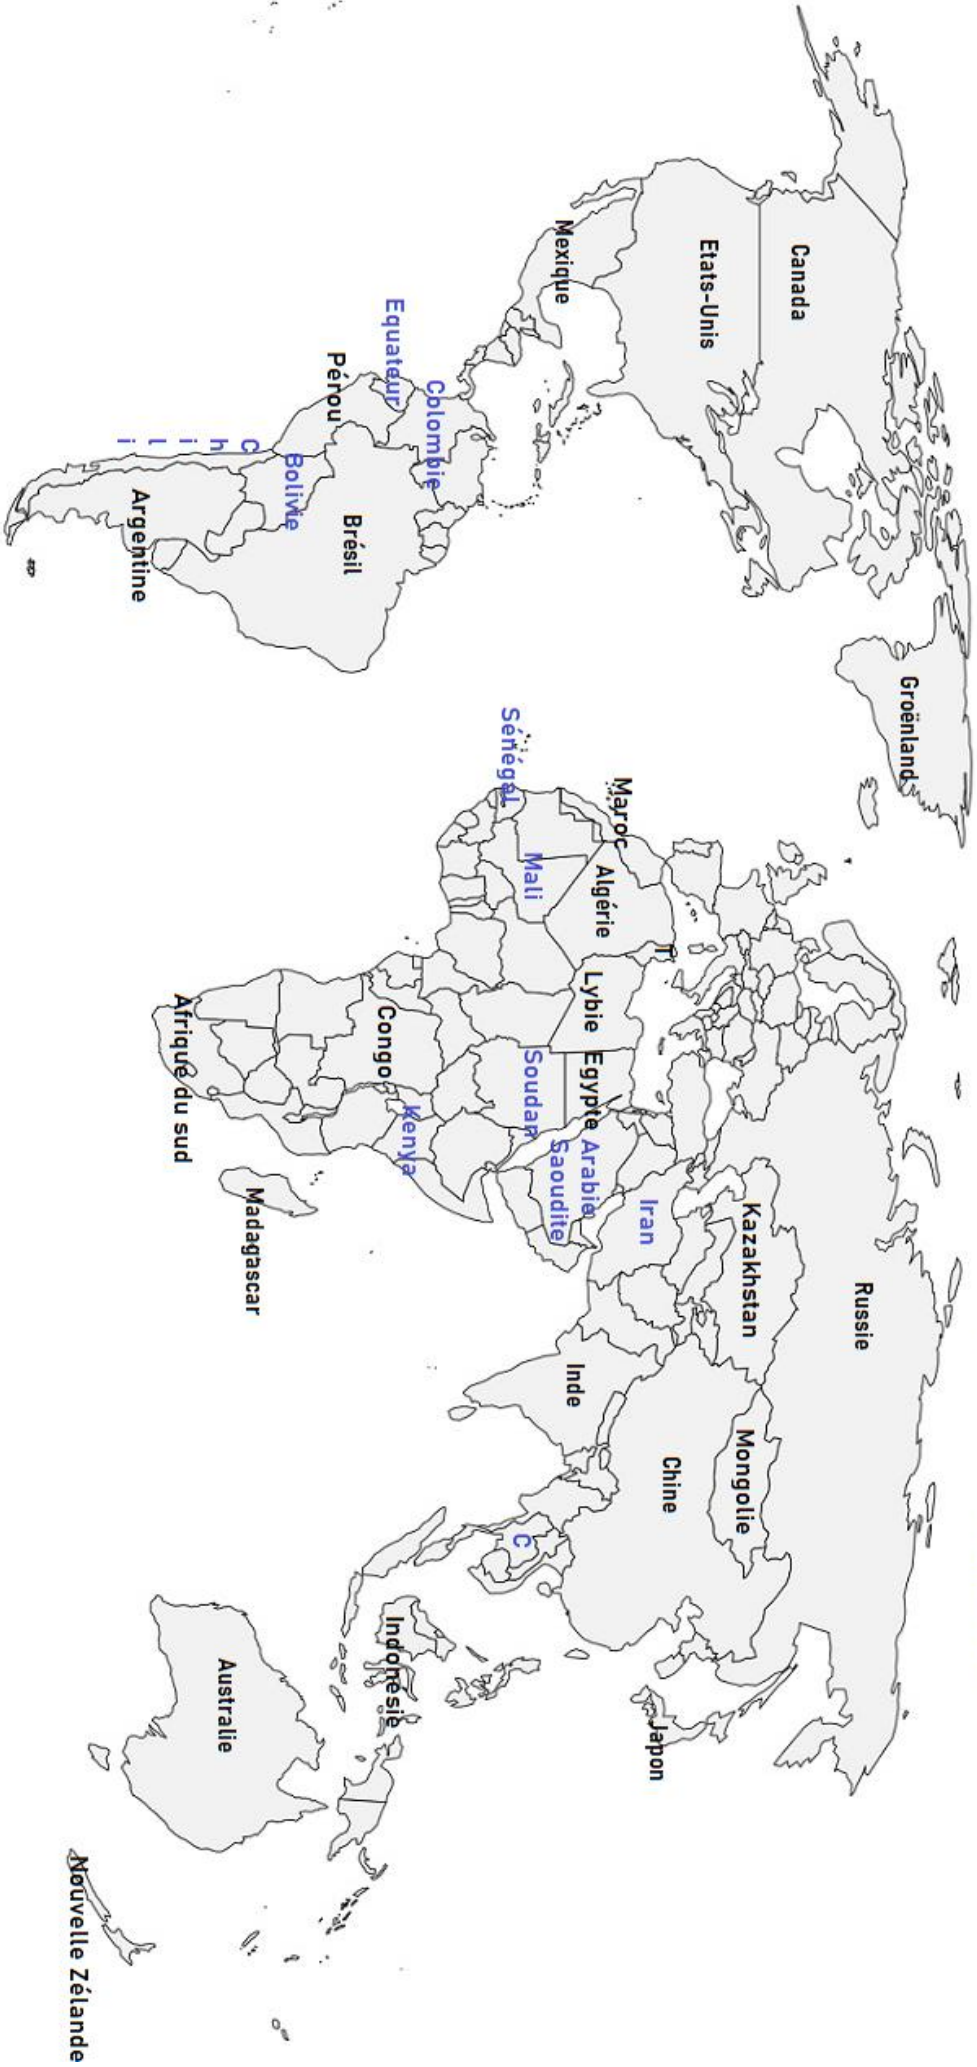 Canada
Etats-Unis
Mexique
Groënland
Russie
Kazakhstan
Mongolie
Chine
Japon
Iran
Inde
Maroc
Algérie
T
Lybie
Egypte
Arabie
Saoudite
Sénégal
Mali
Soudan
C
Colombie
Equateur
Pérou
Brésil
Bolivie
C
h
i
l
i
Argentine
Congo
Kenya
Indonésie
Madagascar
Afrique du sud
Australie
Nouvelle Zélande